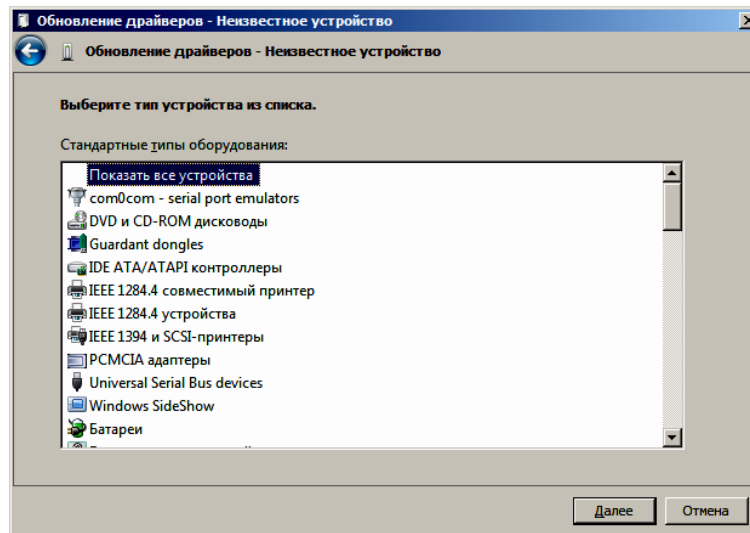 Обновление драйверов - Неизвестное устройство
Обновление драйверов - Неизвестное устройство
Выберите тип устройства из списка.
Стандартные типы оборудования:
Показать все устройства
com0com - serial port emulators
DVD и CD-ROM дисководы
Guardant dongles
IDE ATA/ATAPI контроллеры
IEEE 1284.4 совместимый принтер
IEEE 1284.4 устройства
IEEE 1394 и SCSI-принтеры
PCMCIA адаптеры
Universal Serial Bus devices
Windows SideShow
Батареи
Далее
Отмена